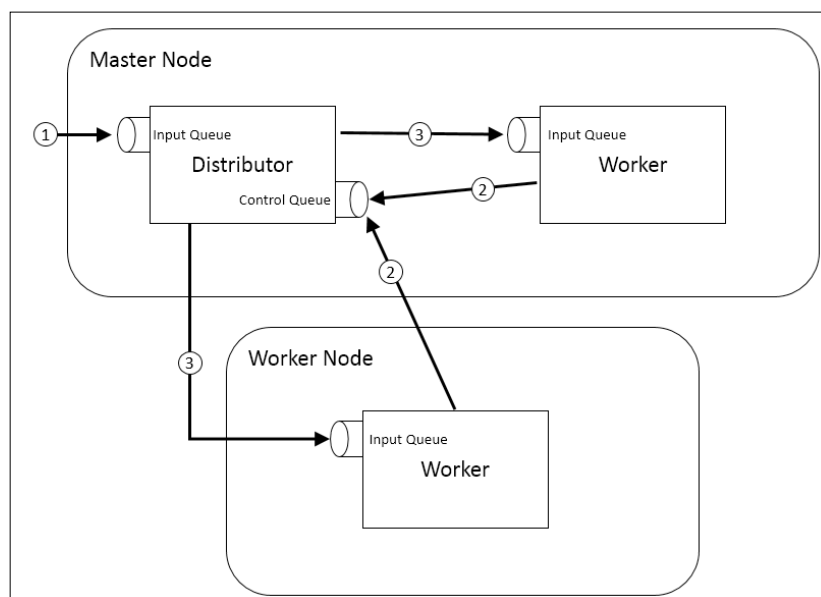 Master Node
1
Input Queue
Distributor
Control Queue
3
Input Queue
Worker
2
2
3
Worker Node
Input Queue
Worker